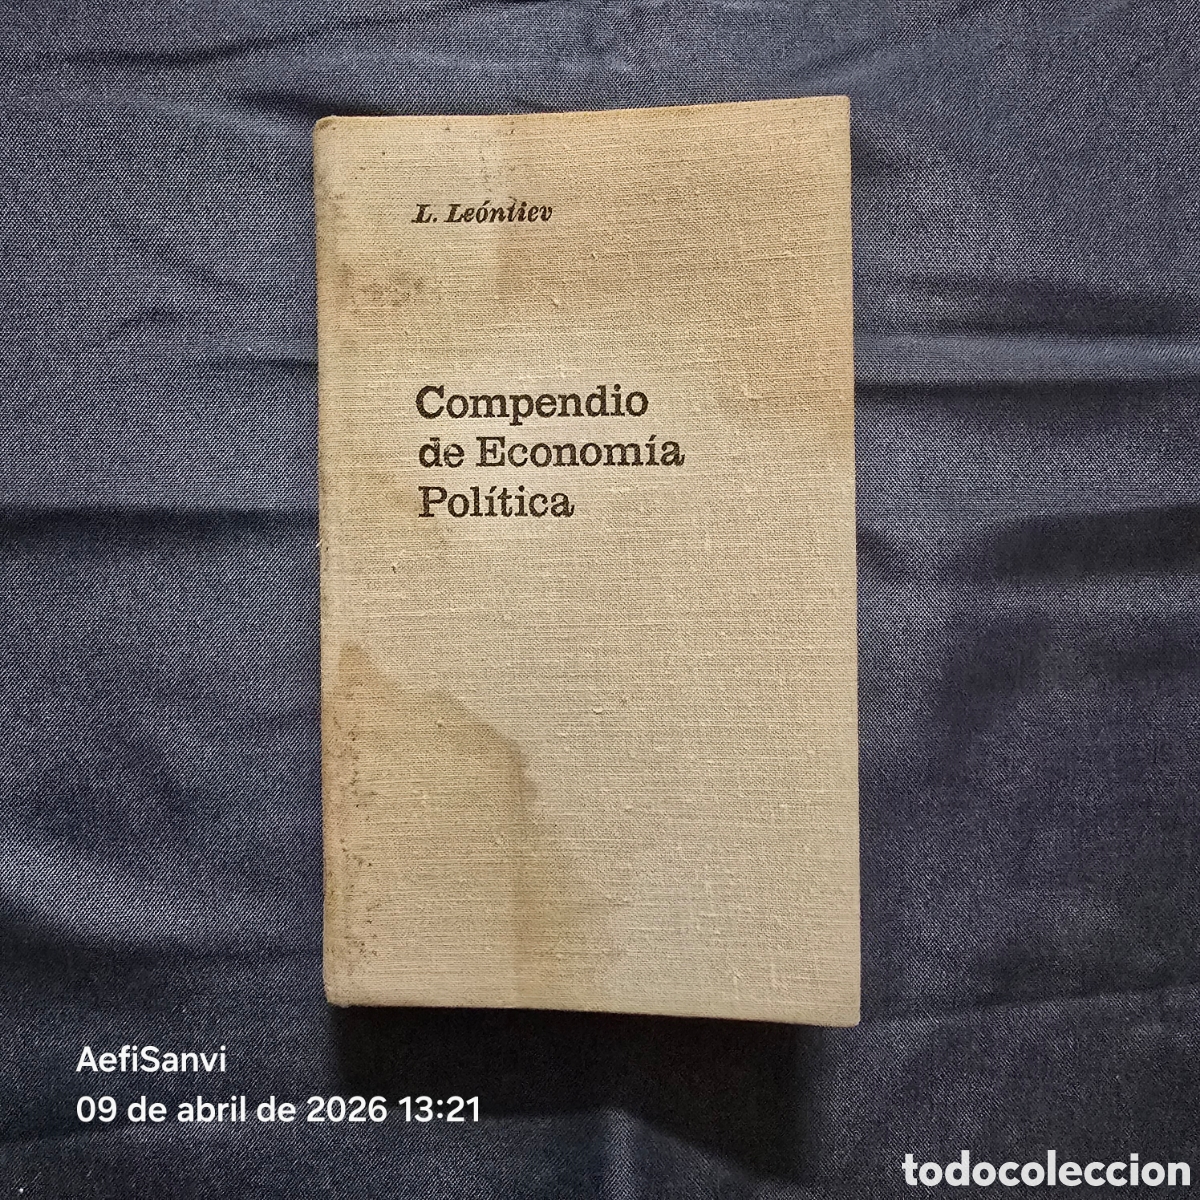 L. Leóntiev
Compendio
de Economía
Política
AefiSanvi
09 de abril de 2026 13:21
todocoleccion